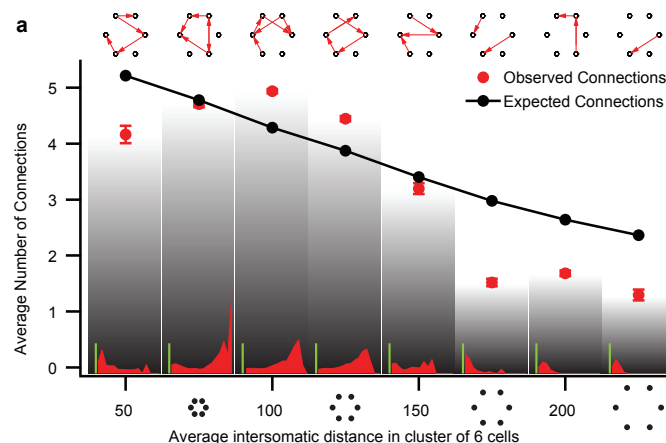 a
Observed Connections
Expected Connections
Average Number of Connections
5
4
3
2
1
0
50
100
150
200
Average intersomatic distance in cluster of 6 cells